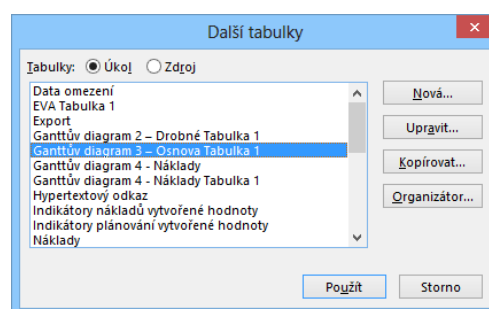 Další tabulky
Tabulky: Úkol Zdroj
Data omezení
EVA Tabulka 1
Export
Ganttův diagram 2 – Drobné Tabulka 1
Ganttův diagram 3 – Osnova Tabulka 1
Ganttův diagram 4 - Náklady
Ganttův diagram 4 - Náklady Tabulka 1
Hypertextový odkaz
Indikátory nákladů vytvořené hodnoty
Indikátory plánování vytvořené hodnoty
Náklady
Nová...
Upravit...
Kopírovat...
Organizátor...
Použít
Storno